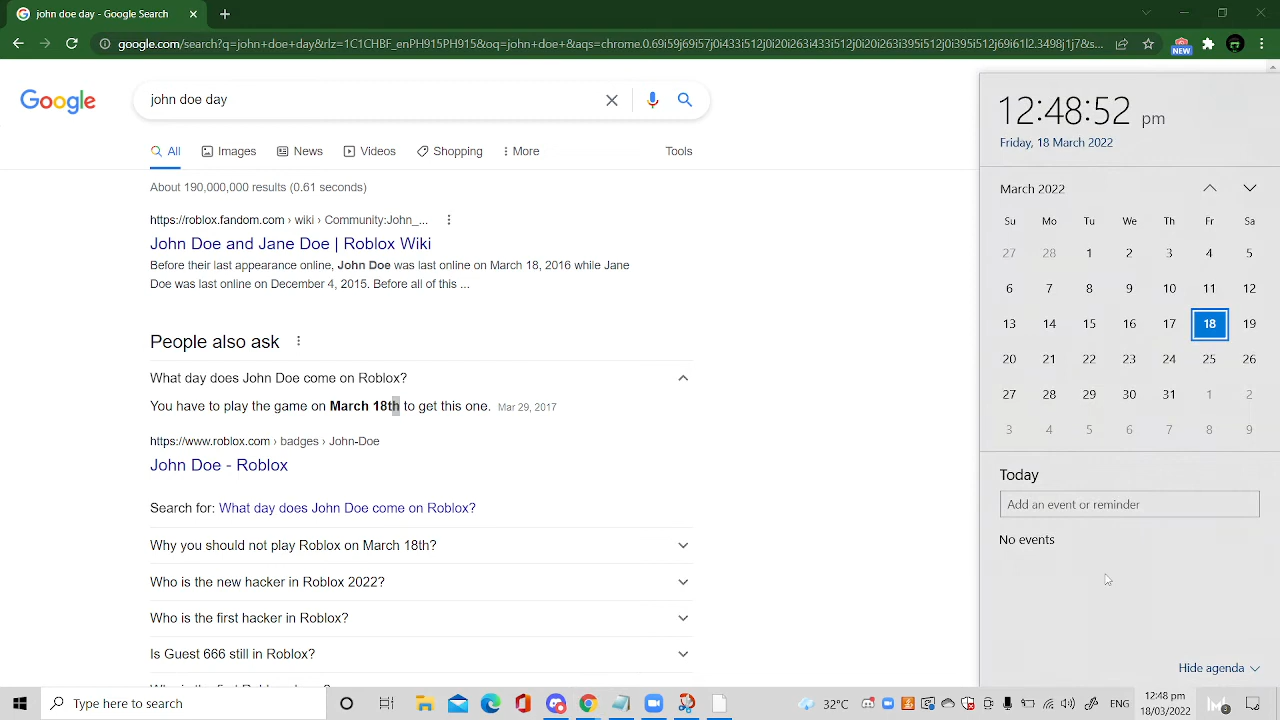 john doe day - Google Search
google.com/search?q=john+doe+day&rlz=1C1CHBF_enPH915PH915&oq=john+doe+&aqs=chrome.0.69i59j69i57j0i433i512j0i20i263i433i512j0i20i263i395i512j0i395i512j69i61l2.3498j1j7&s...
NEW
Google
john doe day
All
Images
News
Videos
Shopping
More
Tools
About 190,000,000 results (0.61 seconds)
https://roblox.fandom.com › wiki › Community:John_...
John Doe and Jane Doe | Roblox Wiki
Before their last appearance online, John Doe was last online on March 18, 2016 while Jane
Doe was last online on December 4, 2015. Before all of this ...
People also ask
What day does John Doe come on Roblox?
You have to play the game on March 18th to get this one. Mar 29, 2017
https://www.roblox.com › badges › John-Doe
John Doe - Roblox
Search for: What day does John Doe come on Roblox?
Why you should not play Roblox on March 18th?
Who is the new hacker in Roblox 2022?
Who is the first hacker in Roblox?
Is Guest 666 still in Roblox?
12:48:52 pm
Friday, 18 March 2022
March 2022
Su Mo Tu We Th Fr Sa
27 28 1 2 3 4 5
6 7 8 9 10 11 12
13 14 15 16 17 18 19
20 21 22 23 24 25 26
27 28 29 30 31 1 2
3 4 5 6 7 8 9
Today
Add an event or reminder
No events
Hide agenda
Type here to search
32°C
ENG
12:48 pm
18/03/2022